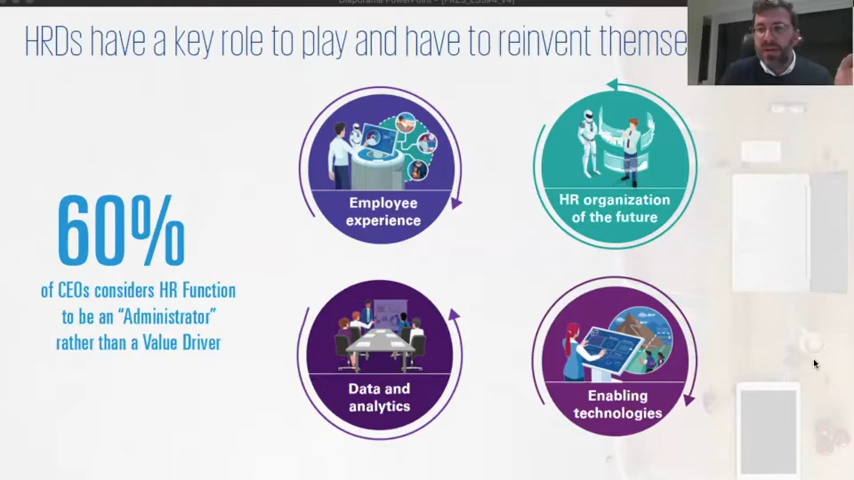 HRDs have a key role to play and have to reinvent themse
60%
of CEOs considers HR Function
to be an “Administrator”
rather than a Value Driver
Employee
experience
HR organization
of the future
Data and
analytics
Enabling
technologies